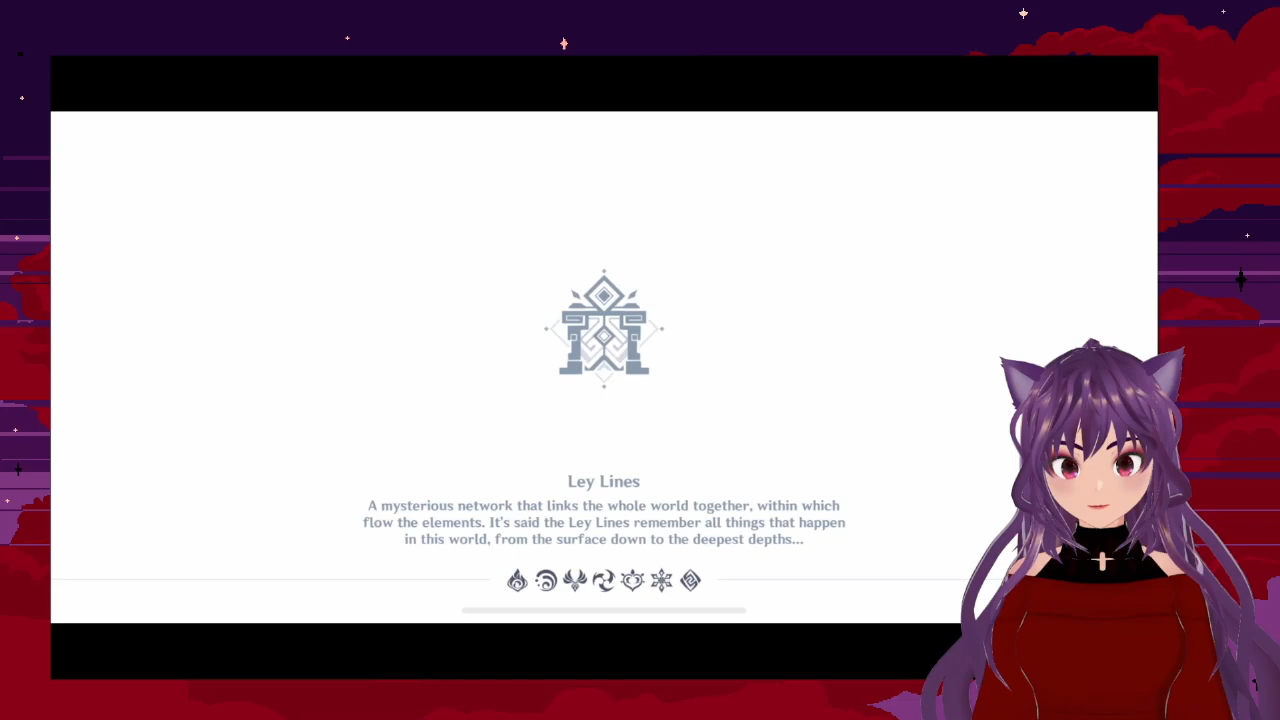 Ley Lines
A mysterious network that links the whole world together, within which
flow the elements. It's said the Ley Lines remember all things that happen
in this world, from the surface down to the deepest depths...